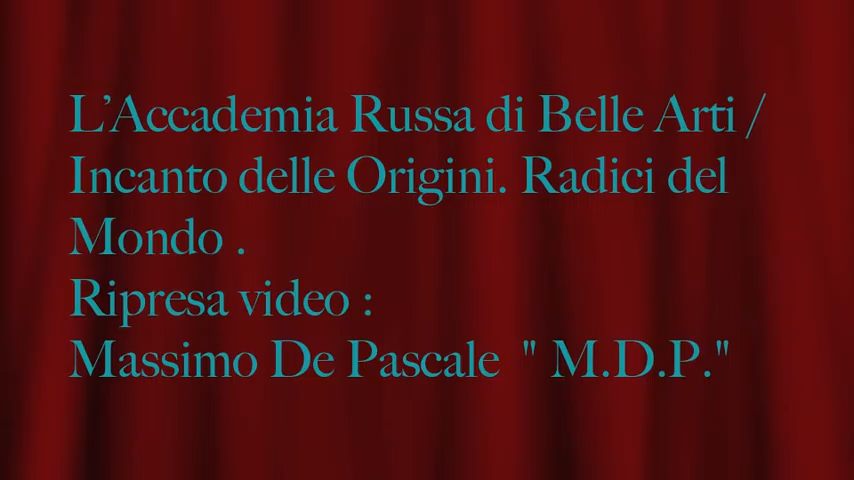 L’Accademia Russa di Belle Arti /
Incanto delle Origini. Radici del
Mondo .
Ripresa video :
Massimo De Pascale  " M.D.P."